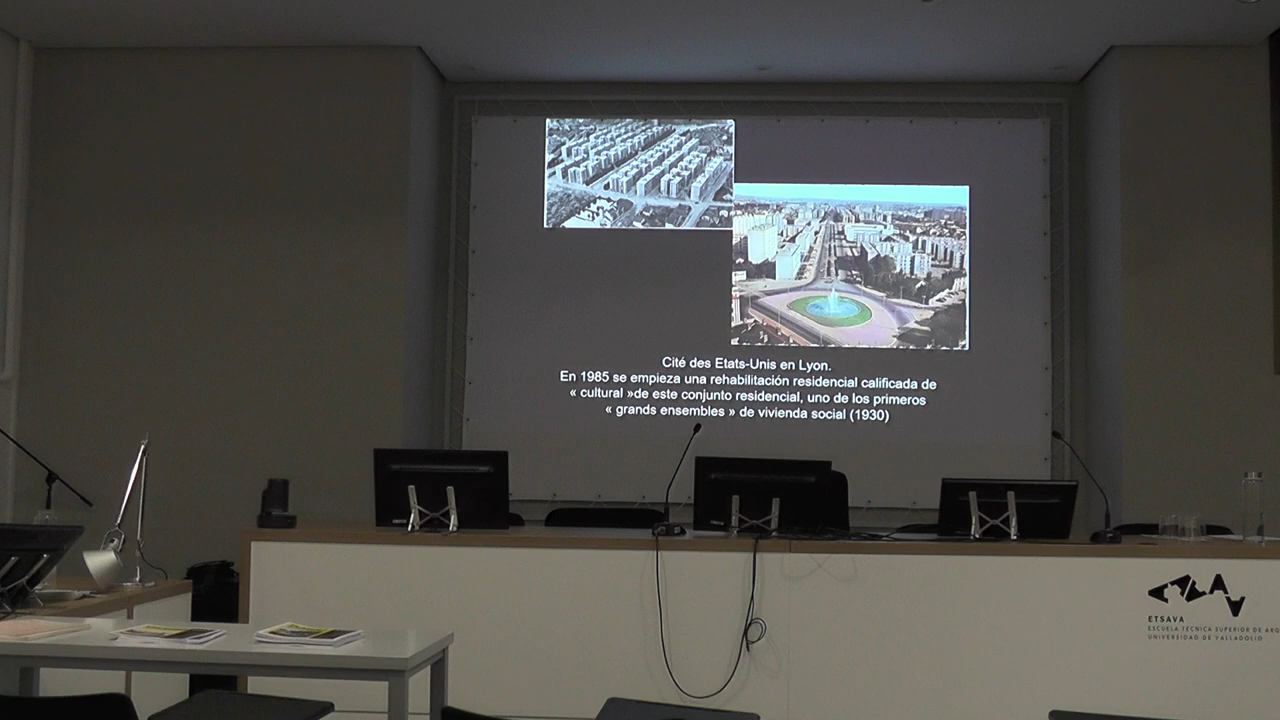 Cité des Etats-Unis en Lyon.
En 1985 se empieza una rehabilitación residencial calificada de
« cultural »de este conjunto residencial, uno de los primeros
« grands ensembles » de vivienda social (1930)
ETSAVA
ESCUELA TÉCNICA SUPERIOR DE ARQ
UNIVERSIDAD DE VALLADOLID